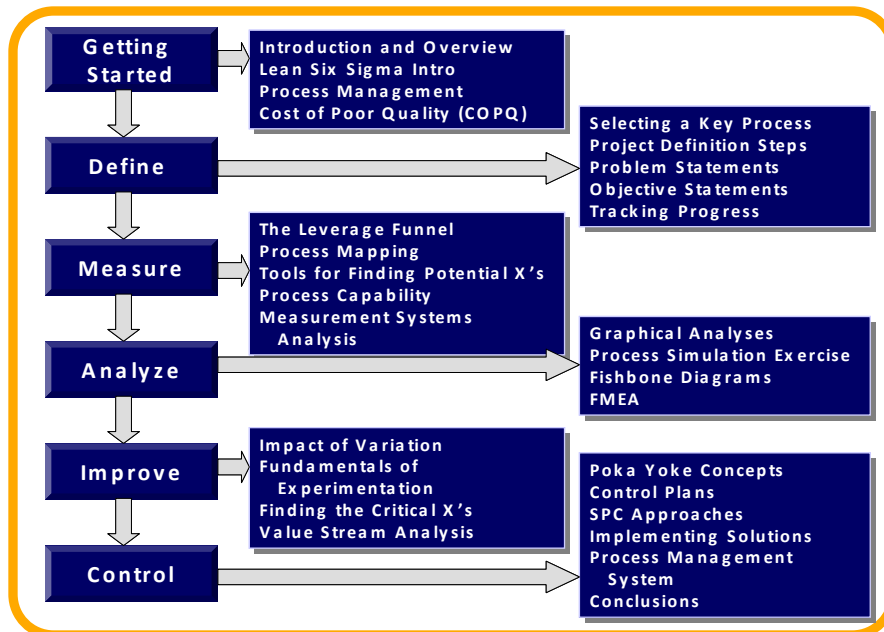 Getting
Started
Introduction and Overview
Lean Six Sigma Intro
Process Management
Cost of Poor Quality (COPQ)
Define
Selecting a Key Process
Project Definition Steps
Problem Statements
Objective Statements
Tracking Progress
Measure
The Leverage Funnel
Process Mapping
Tools for Finding Potential X’s
Process Capability
Measurement Systems
Analysis
Analyze
Graphical Analyses
Process Simulation Exercise
Fishbone Diagrams
FMEA
Improve
Impact of Variation
Fundamentals of
Experimentation
Finding the Critical X’s
Value Stream Analysis
Control
Poka Yoke Concepts
Control Plans
SPC Approaches
Implementing Solutions
Process Management
System
Conclusions